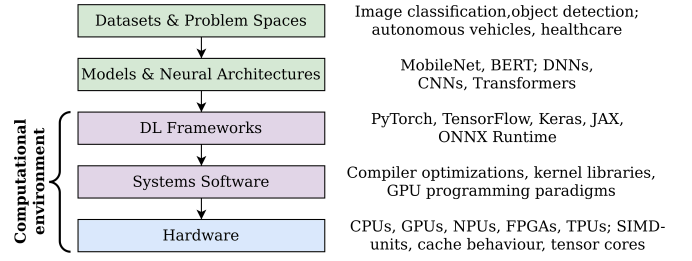 Datasets & Problem Spaces
Image classification,object detection;
autonomous vehicles, healthcare
Models & Neural Architectures
MobileNet, BERT; DNNs,
CNNs, Transformers
Computational
environment
DL Frameworks
PyTorch, TensorFlow, Keras, JAX,
ONNX Runtime
Systems Software
Compiler optimizations, kernel libraries,
GPU programming paradigms
Hardware
CPUs, GPUs, NPUs, FPGAs, TPUs; SIMD-
units, cache behaviour, tensor cores